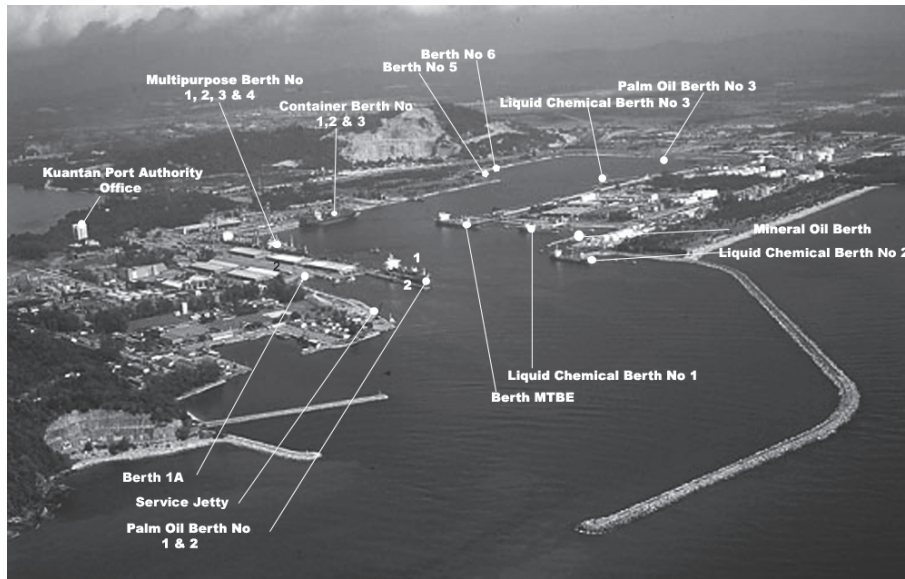 Berth No 6
Berth No 5
Multipurpose Berth No
1, 2, 3 & 4
Palm Oil Berth No 3
Container Berth No
1,2 & 3
Liquid Chemical Berth No 3
Kuantan Port Authority
Office
Mineral Oil Berth
Liquid Chemical Berth No 2
2
1
2
Liquid Chemical Berth No 1
Berth MTBE
Berth 1A
Service Jetty
Palm Oil Berth No
1 & 2